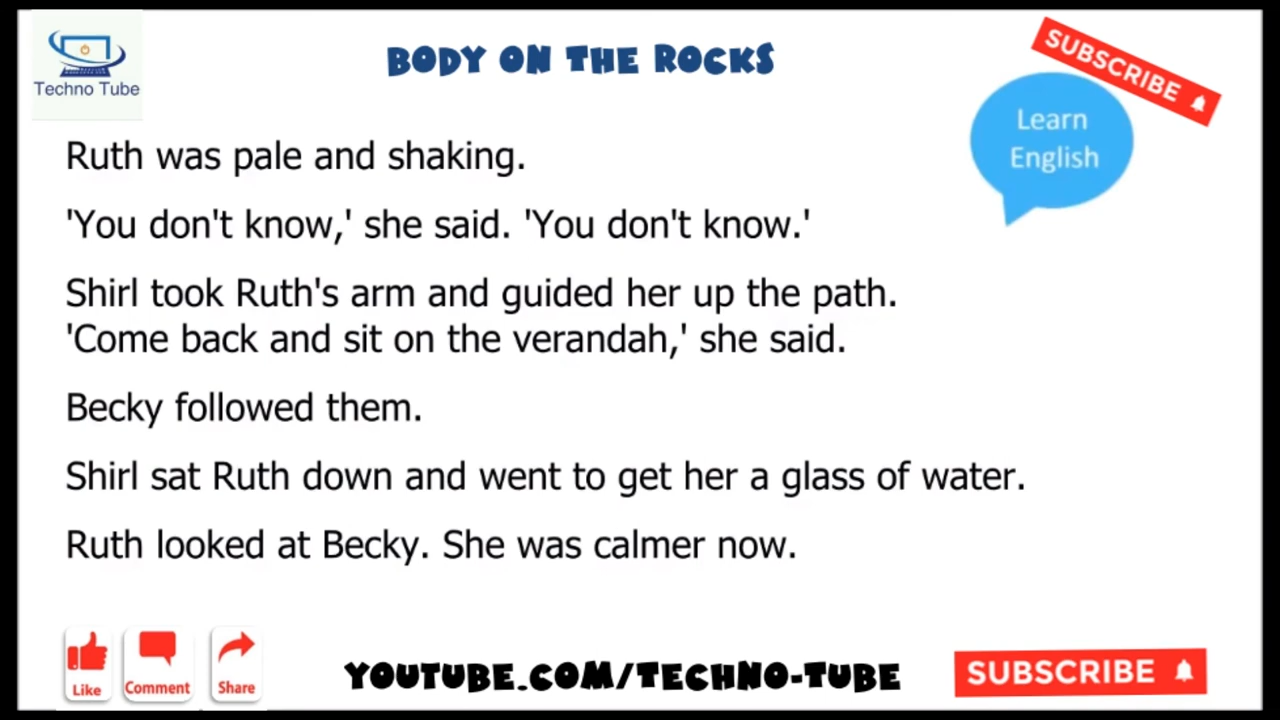 Techno Tube
BODY ON THE ROCKS
SUBSCRIBE
Learn
English
Ruth was pale and shaking.
'You don't know,' she said. 'You don't know.'
Shirl took Ruth's arm and guided her up the path.
'Come back and sit on the verandah,' she said.
Becky followed them.
Shirl sat Ruth down and went to get her a glass of water.
Ruth looked at Becky. She was calmer now.
Like
Comment
Share
YOUTUBE.COM/TECHNO-TUBE
SUBSCRIBE